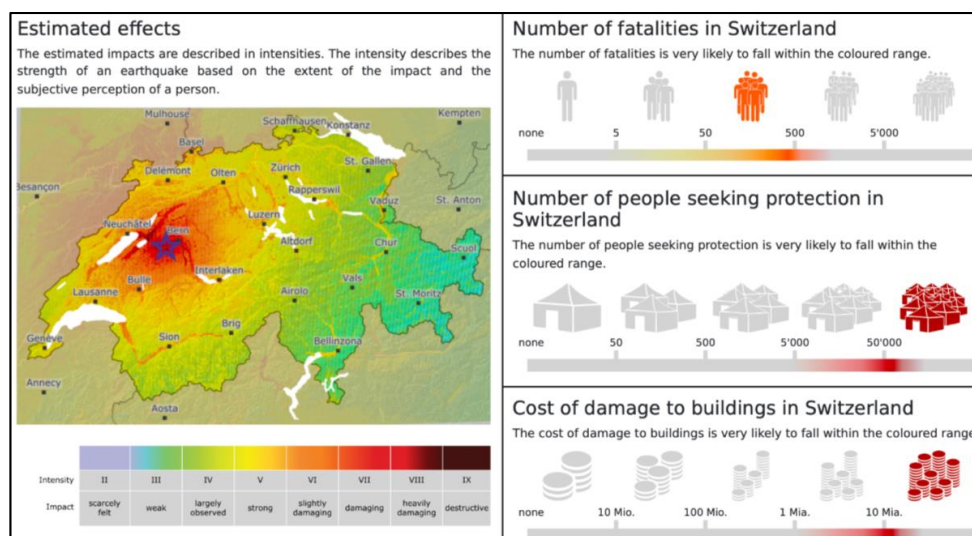 Estimated effects
The estimated impacts are described in intensities. The intensity describes the
strength of an earthquake based on the extent of the impact and the
subjective perception of a person.
Mulhouse
Schaffhausen
Konstanz
Kempten
Basel
Delémont
Olten
Zürich
St. Gallen
Besançon
Rapperswil
Vaduz
St. Anton
Luzern
Neuchâtel
Bern
Altdorf
Chur
Scuol
Interlaken
Bulle
Vals
Lausanne
Airolo
St. Moritz
Brig
Genève
Sion
Bellinzona
Annecy
Aosta
Intensity II III IV V VI VII VIII IX
Impact scarcely felt weak largely observed strong slightly damaging damaging heavily damaging destructive
Number of fatalities in Switzerland
The number of fatalities is very likely to fall within the coloured range.
none 5 50 500 5'000
Number of people seeking protection in
Switzerland
The number of people seeking protection is very likely to fall within the
coloured range.
none 50 500 5'000 50'000
Cost of damage to buildings in Switzerland
The cost of damage to buildings is very likely to fall within the coloured range
none 10 Mio. 100 Mio. 1 Mia. 10 Mia.